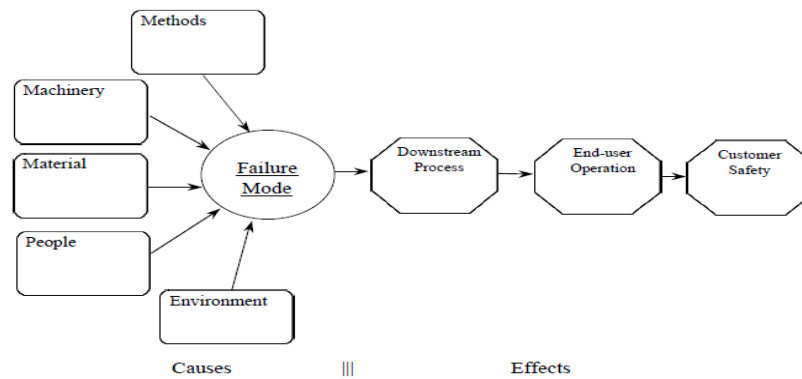 Methods
Machinery
Material
People
Environment
Failure
Mode
Downstream
Process
End-user
Operation
Customer
Safety
Causes ||| Effects